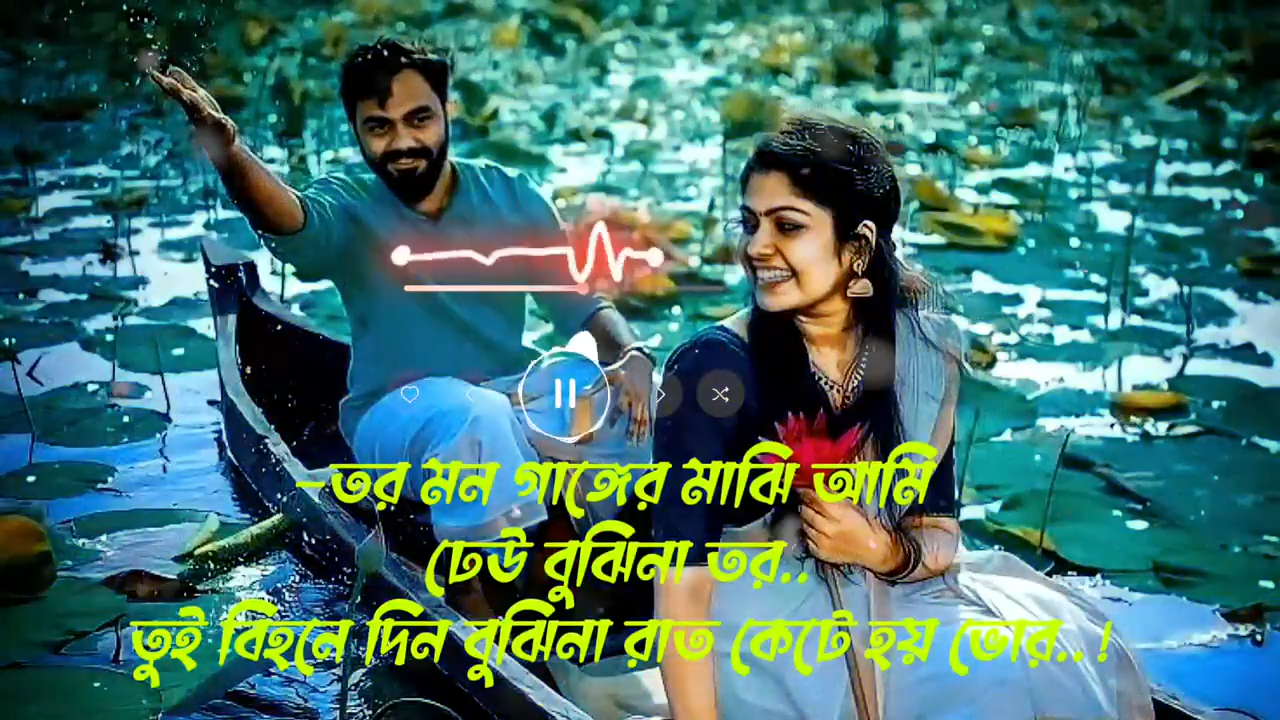 –তর মন গাঙ্গের মাঝি আমি
ঢেউ বুঝিনা তর..
তুই বিহনে দিন বুঝিনা রাত কেটে হয় ভোর..!